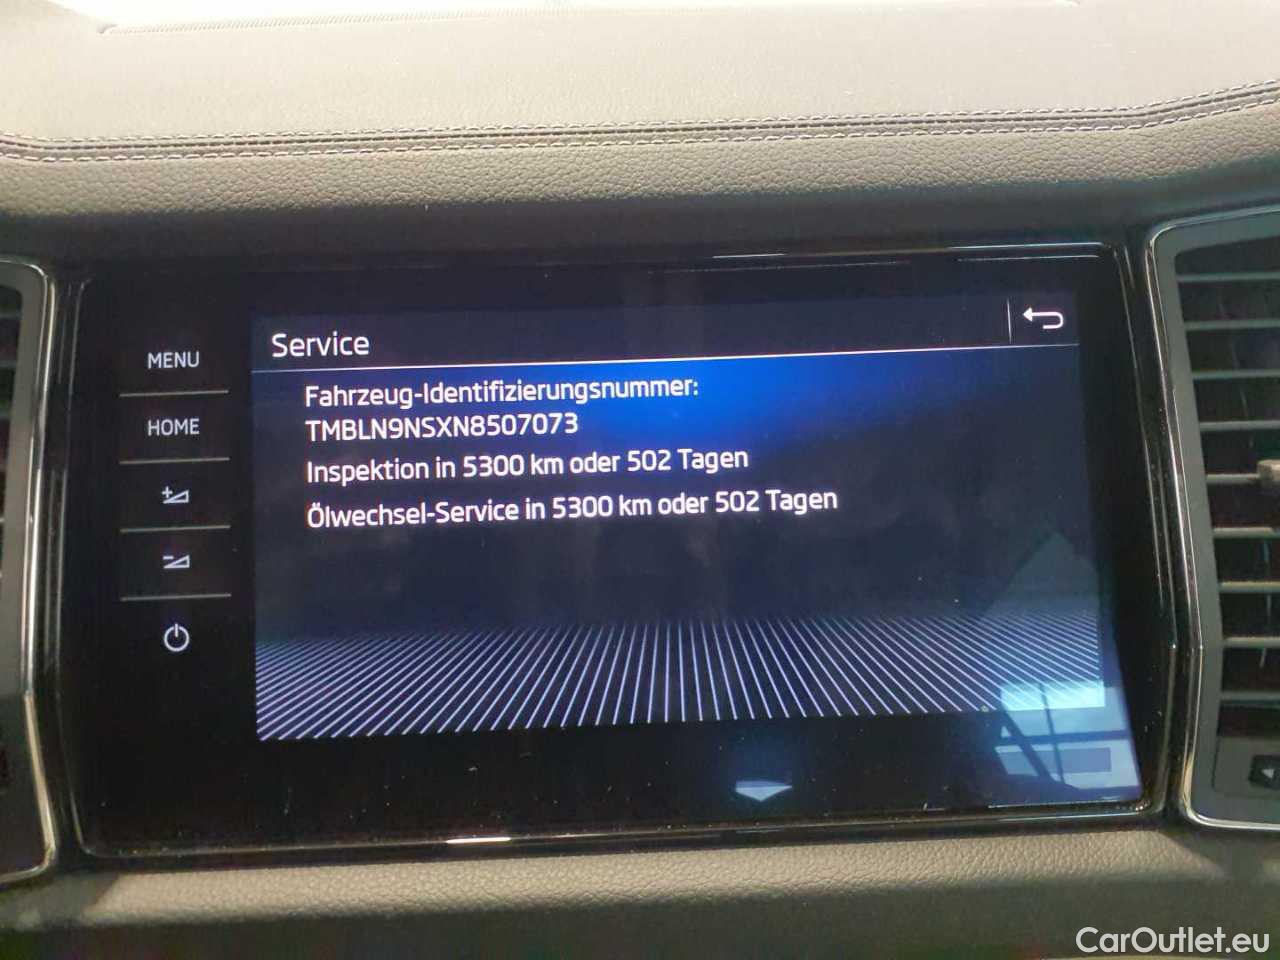 Service
MENU
HOME
Fahrzeug-Identifizierungsnummer:
TMBLN9NSXN8507073
Inspektion in 5300 km oder 502 Tagen
Ölwechsel-Service in 5300 km oder 502 Tagen
CarOutlet.eu